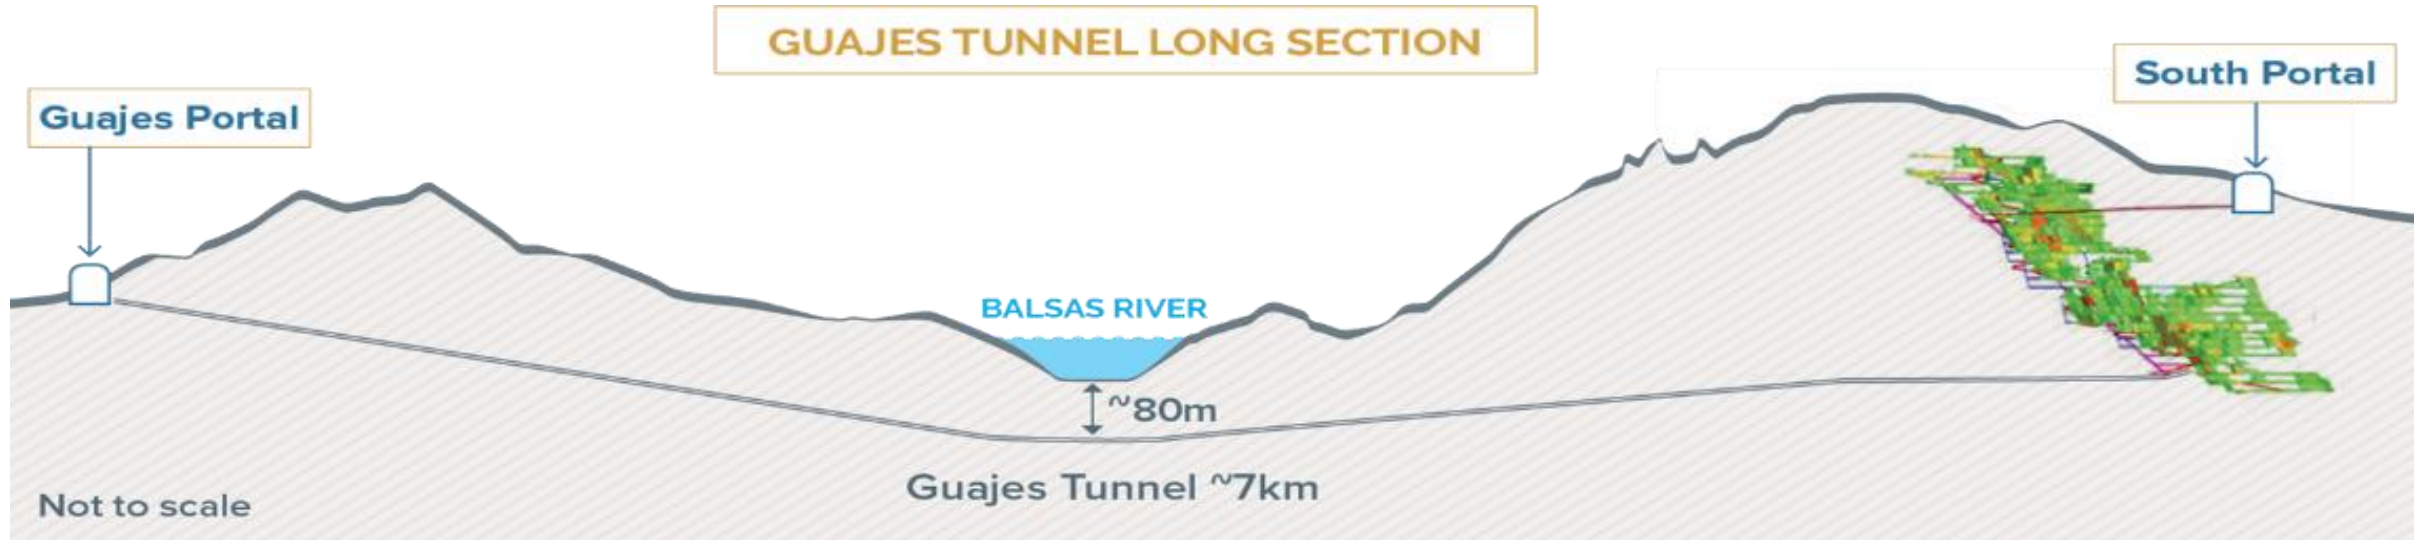 GUAJES TUNNEL LONG SECTION
South Portal
Guajes Portal
BALSAS RIVER
~80m
Guajes Tunnel ~7km
Not to scale